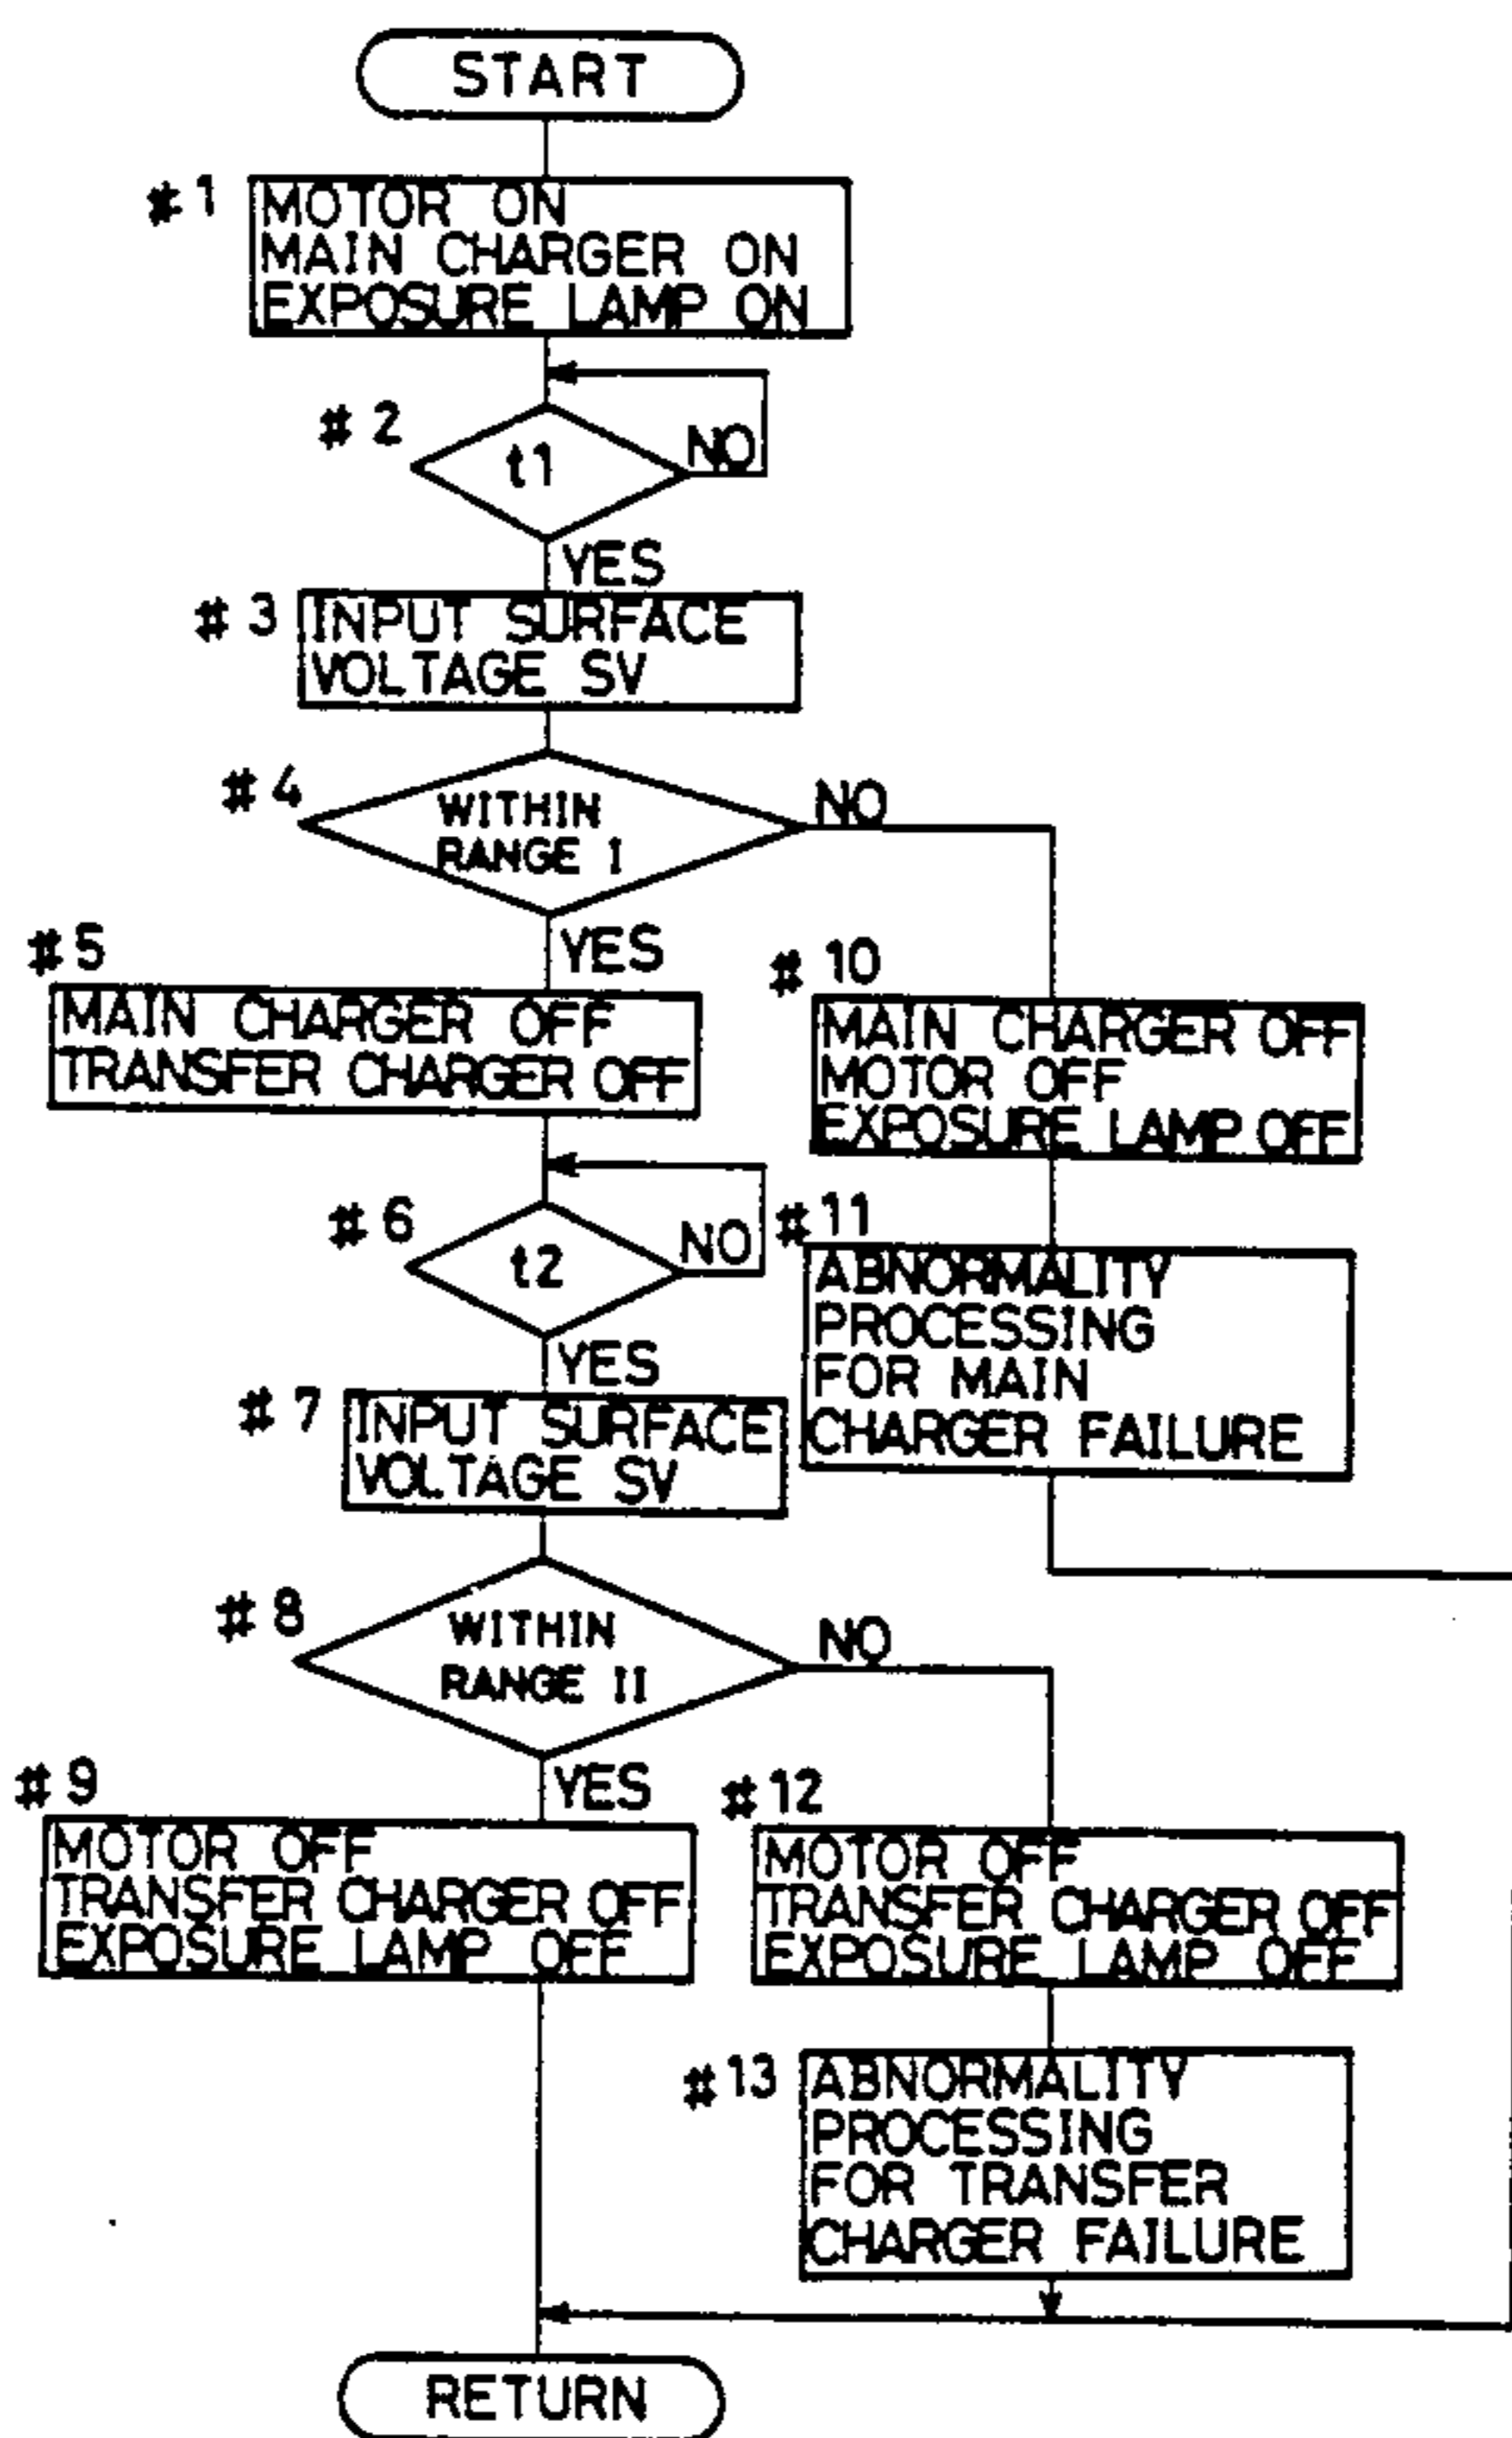 START
#1
MOTOR ON
MAIN CHARGER ON
EXPOSURE LAMP ON
#2
t1
NO
YES
#3
INPUT SURFACE
VOLTAGE SV
#4
WITHIN
RANGE I
NO
YES
#5
MAIN CHARGER OFF
TRANSFER CHARGER OFF
#10
MAIN CHARGER OFF
MOTOR OFF
EXPOSURE LAMP OFF
#6
t2
NO
YES
#11
ABNORMALITY
PROCESSING
FOR MAIN
CHARGER FAILURE
#7
INPUT SURFACE
VOLTAGE SV
#8
WITHIN
RANGE II
NO
YES
#9
MOTOR OFF
TRANSFER CHARGER OFF
EXPOSURE LAMP OFF
#12
MOTOR OFF
TRANSFER CHARGER OFF
EXPOSURE LAMP OFF
#13
ABNORMALITY
PROCESSING
FOR TRANSFER
CHARGER FAILURE
RETURN